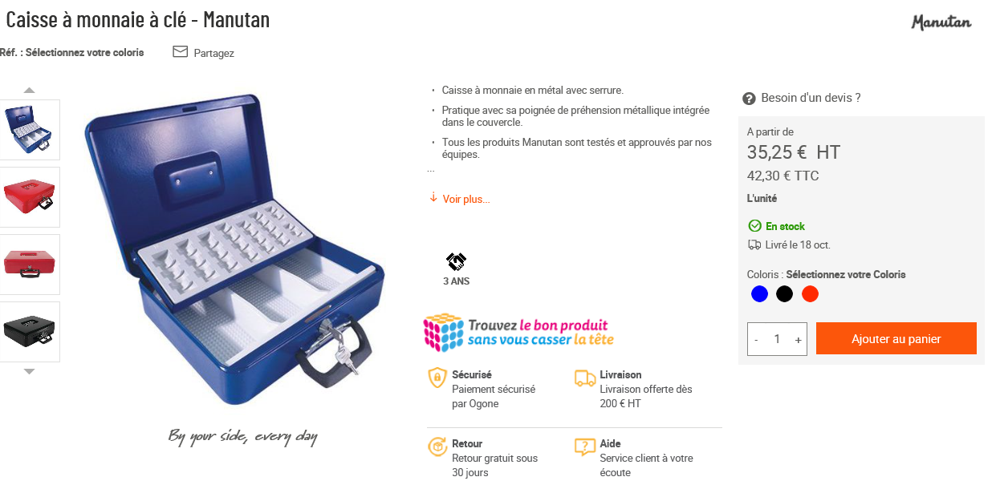 Caisse à monnaie à clé - Manutan
Manutan
Réf. : Sélectionnez votre coloris
Partagez
• Caisse à monnaie en métal avec serrure.
• Pratique avec sa poignée de préhension métallique intégrée
dans le couvercle.
• Tous les produits Manutan sont testés et approuvés par nos
équipes.
...
Voir plus...
3 ANS
Trouvez le bon produit
sans vous casser la tête
Sécurisé
Paiement sécurisé
par Ogone
Livraison
Livraison offerte dès
200 € HT
Retour
Retour gratuit sous
30 jours
? Aide
Service client à votre
écoute
By your side, every day
? Besoin d'un devis ?
A partir de
35,25 € HT
42,30 € TTC
L'unité
En stock
Livré le 18 oct.
Coloris : Sélectionnez votre Coloris
- 1 +
Ajouter au panier